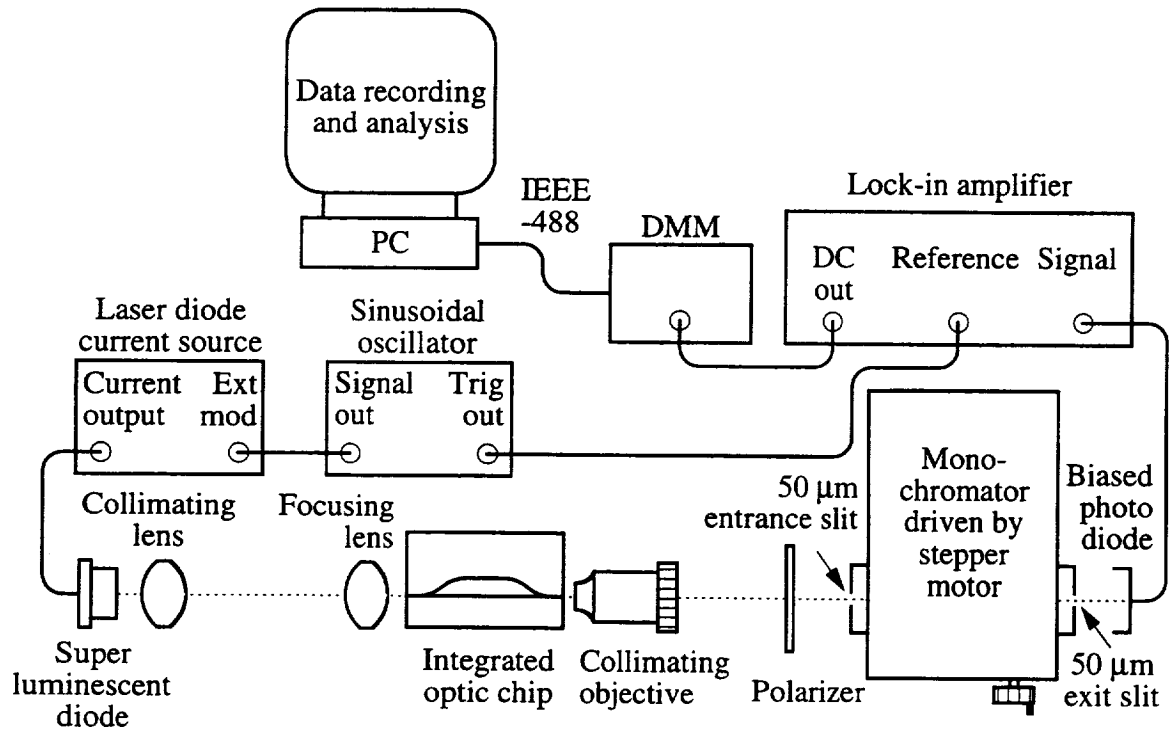 Data recording
and analysis
IEEE
-488
PC
DMM
Lock-in amplifier
DC
out
Reference
Signal
Laser diode
current source
Sinusoidal
oscillator
Current
output
Ext
mod
Signal
out
Trig
out
Mono-
chromator
driven by
stepper
motor
Biased
photo
diode
50 μm
entrance slit
Collimating
lens
Focusing
lens
Super
luminescent
diode
Integrated
optic chip
Collimating
objective
Polarizer
50 μm
exit slit